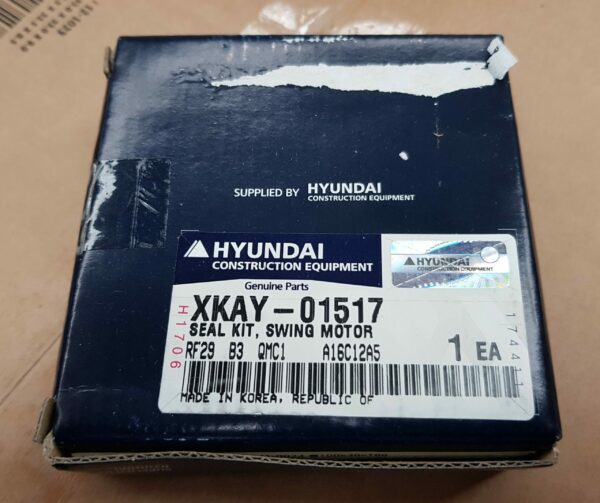 SUPPLIED BY HYUNDAI
CONSTRUCTION EQUIPMENT
HYUNDAI
CONSTRUCTION EQUIPMENT
HYUNDAI
CONSTRUCTION EQUIPMENT
Genuine Parts
XKAY-01517
SEAL KIT, SWING MOTOR
RF29 B3 QMC1 A16C12A5
1 EA
H1706
174411
MADE IN KOREA, REPUBLIC OF